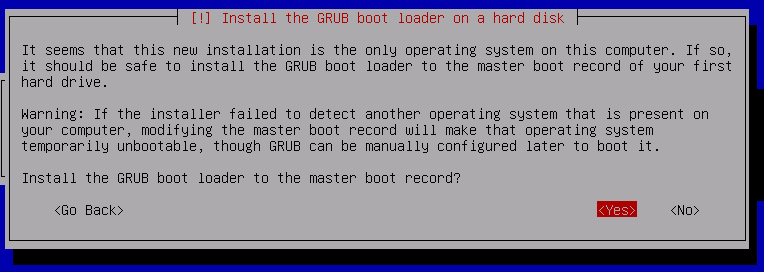 [!] Install the GRUB boot loader on a hard disk
It seems that this new installation is the only operating system on this computer. If so,
it should be safe to install the GRUB boot loader to the master boot record of your first
hard drive.
Warning: If the installer failed to detect another operating system that is present on
your computer, modifying the master boot record will make that operating system
temporarily unbootable, though GRUB can be manually configured later to boot it.
Install the GRUB boot loader to the master boot record?
<Go Back> <Yes> <No>